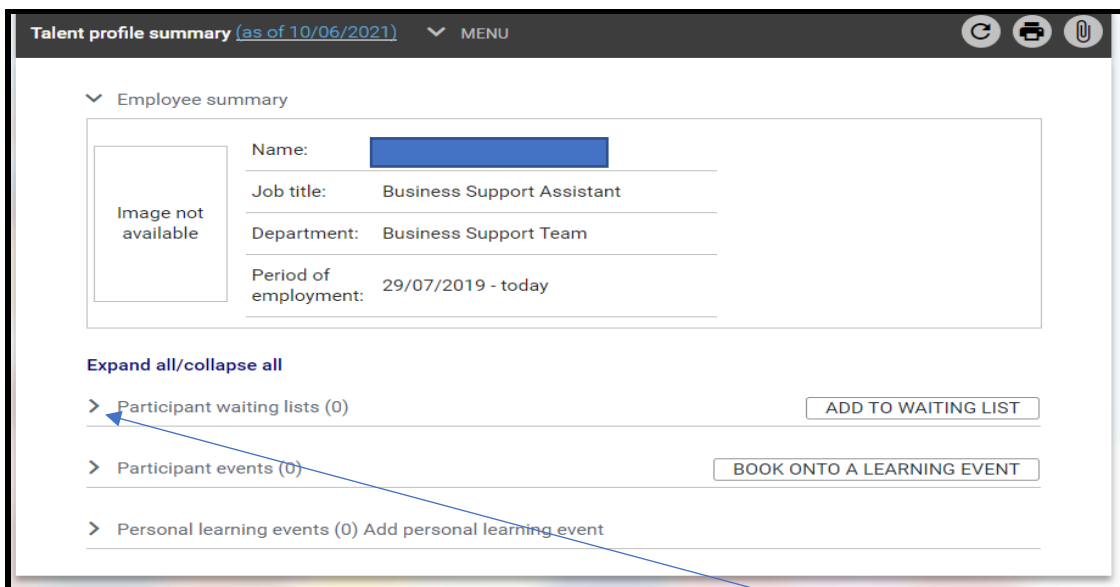 Talent profile summary (as of 10/06/2021) MENU
Employee summary
Image not
available
Name:
Job title: Business Support Assistant
Department: Business Support Team
Period of
employment: 29/07/2019 - today
Expand all/collapse all
Participant waiting lists (0) ADD TO WAITING LIST
Participant events (0) BOOK ONTO A LEARNING EVENT
Personal learning events (0) Add personal learning event